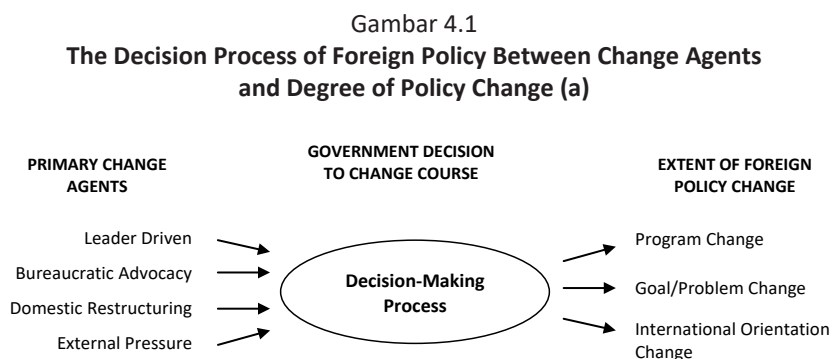 Gambar 4.1
The Decision Process of Foreign Policy Between Change Agents
and Degree of Policy Change (a)
PRIMARY CHANGE
AGENTS
GOVERNMENT DECISION
TO CHANGE COURSE
EXTENT OF FOREIGN
POLICY CHANGE
Leader Driven
Bureaucratic Advocacy
Domestic Restructuring
External Pressure
Decision-Making
Process
Program Change
Goal/Problem Change
International Orientation
Change